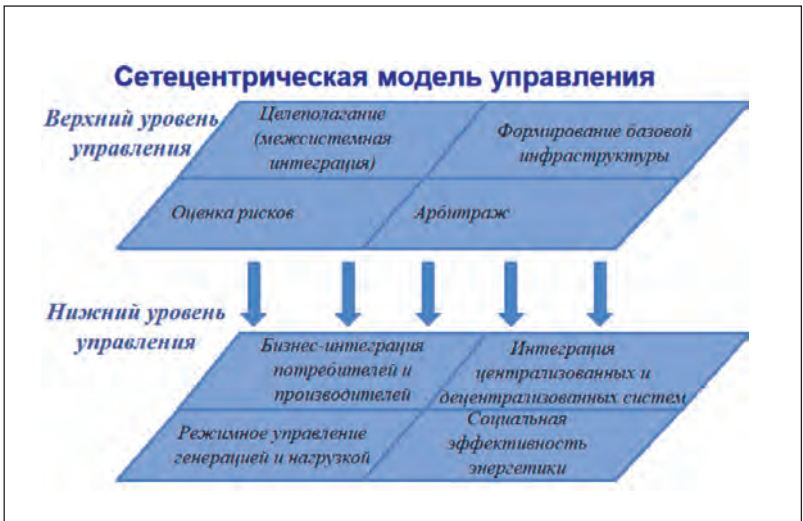 Сетецентрическая модель управления
Верхний уровень
управления
Целеполагание
(межсистемная
интеграция)
Формирование базовой
инфраструктуры
Оценка рисков
Арбитраж
Нижний уровень
управления
Бизнес-интеграция
потребителей и
производителей
Интеграция
централизованных и
децентрализованных систем
Режимное управление
генерацией и нагрузкой
Социальная
эффективность
энергетики